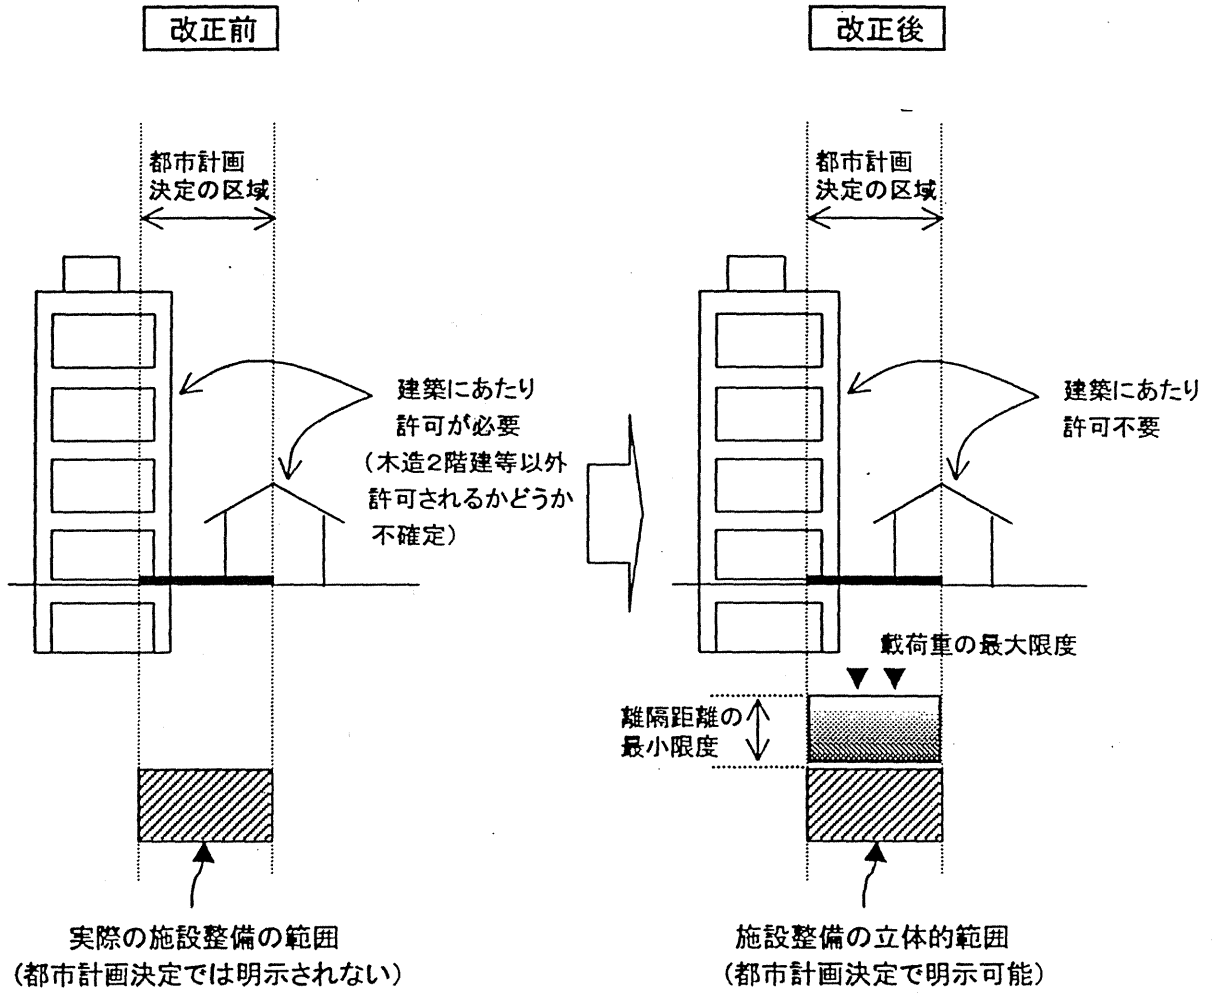 改正前
都市計画
決定の区域
建築にあたり
許可が必要
（木造２階建等以外
許可されるかどうか
不確定）
実際の施設整備の範囲
（都市計画決定では明示されない）
改正後
都市計画
決定の区域
建築にあたり
許可不要
載荷重の最大限度
離隔距離の
最小限度
施設整備の立体的範囲
（都市計画決定で明示可能）